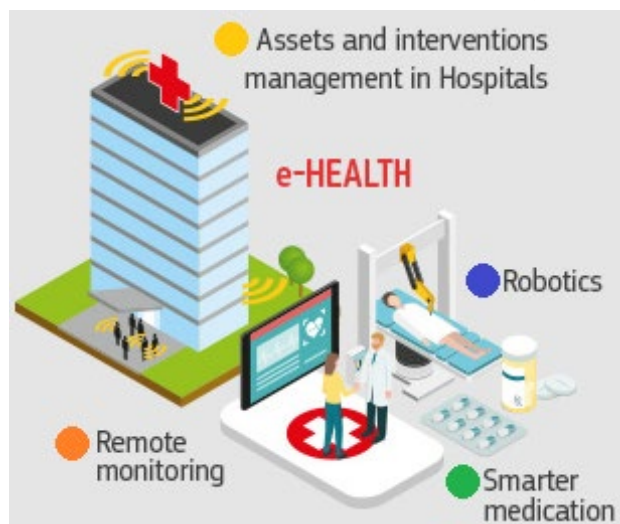 Assets and interventions
management in Hospitals
e-HEALTH
Robotics
Remote
monitoring
Smarter
medication